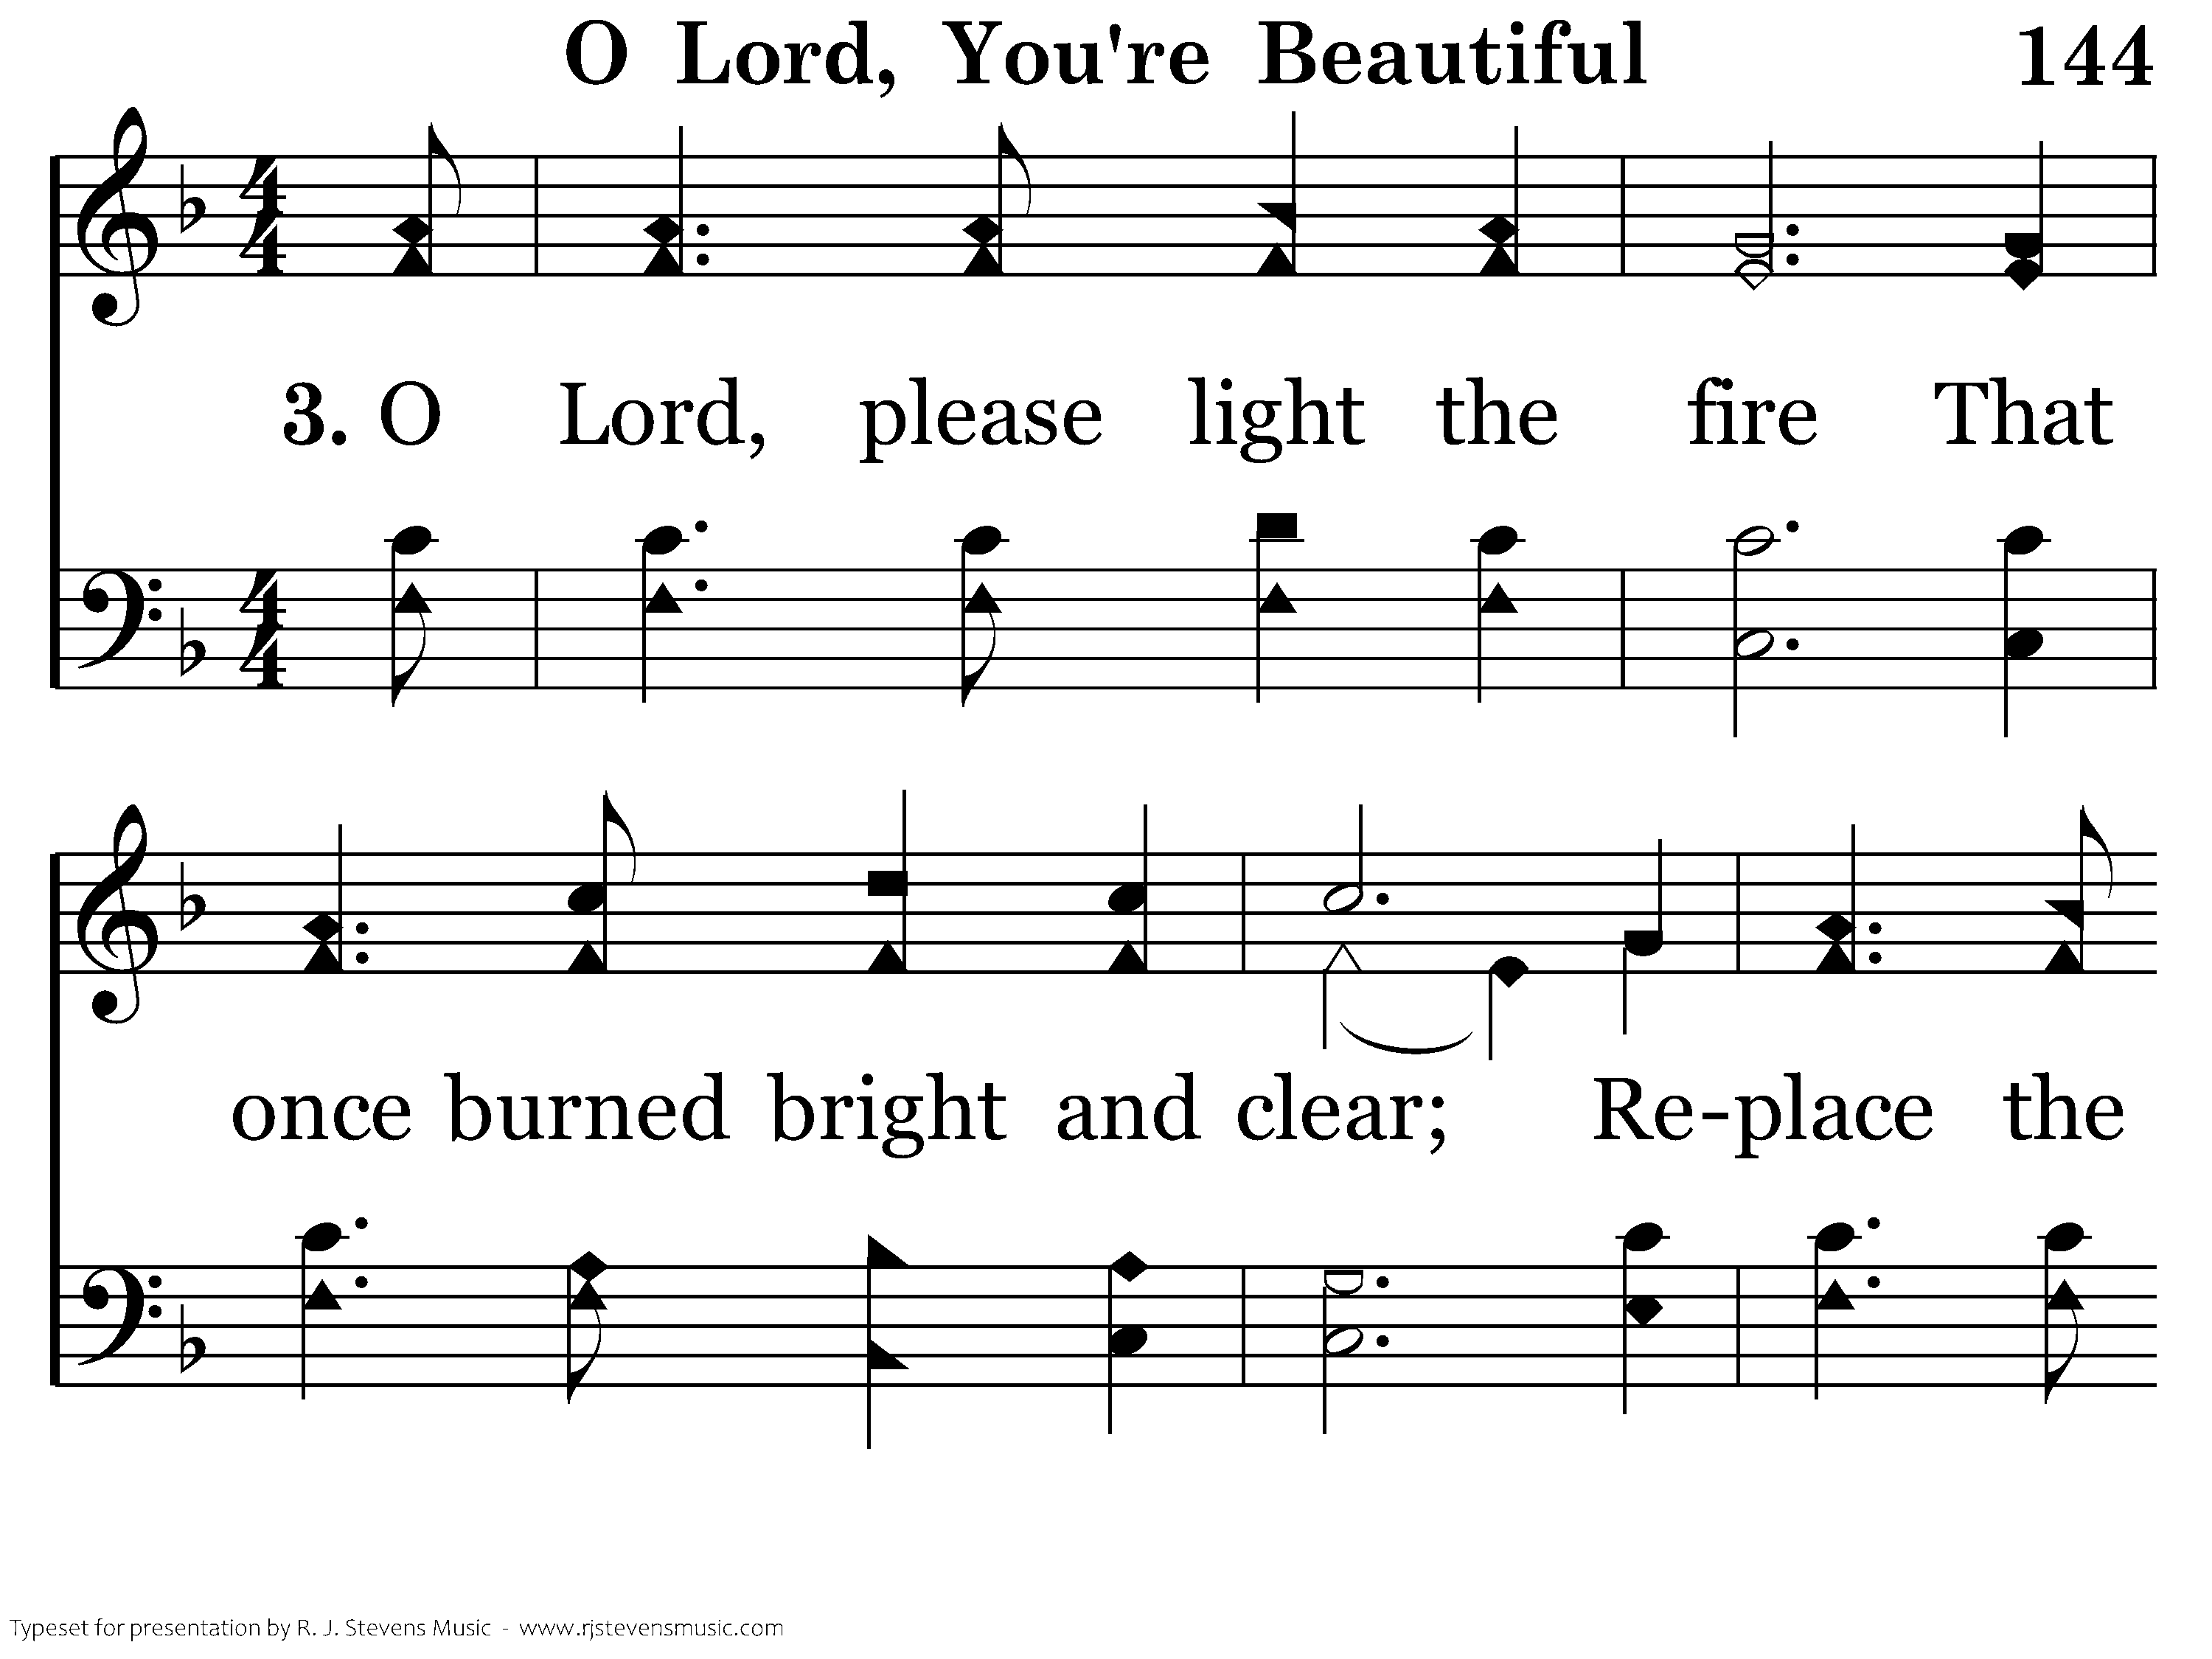 O Lord, You're Beautiful 144
3. O Lord, please light the fire That
once burned bright and clear; Re-place the
Typeset for presentation by R. J. Stevens Music - www.rjstevensmusic.com